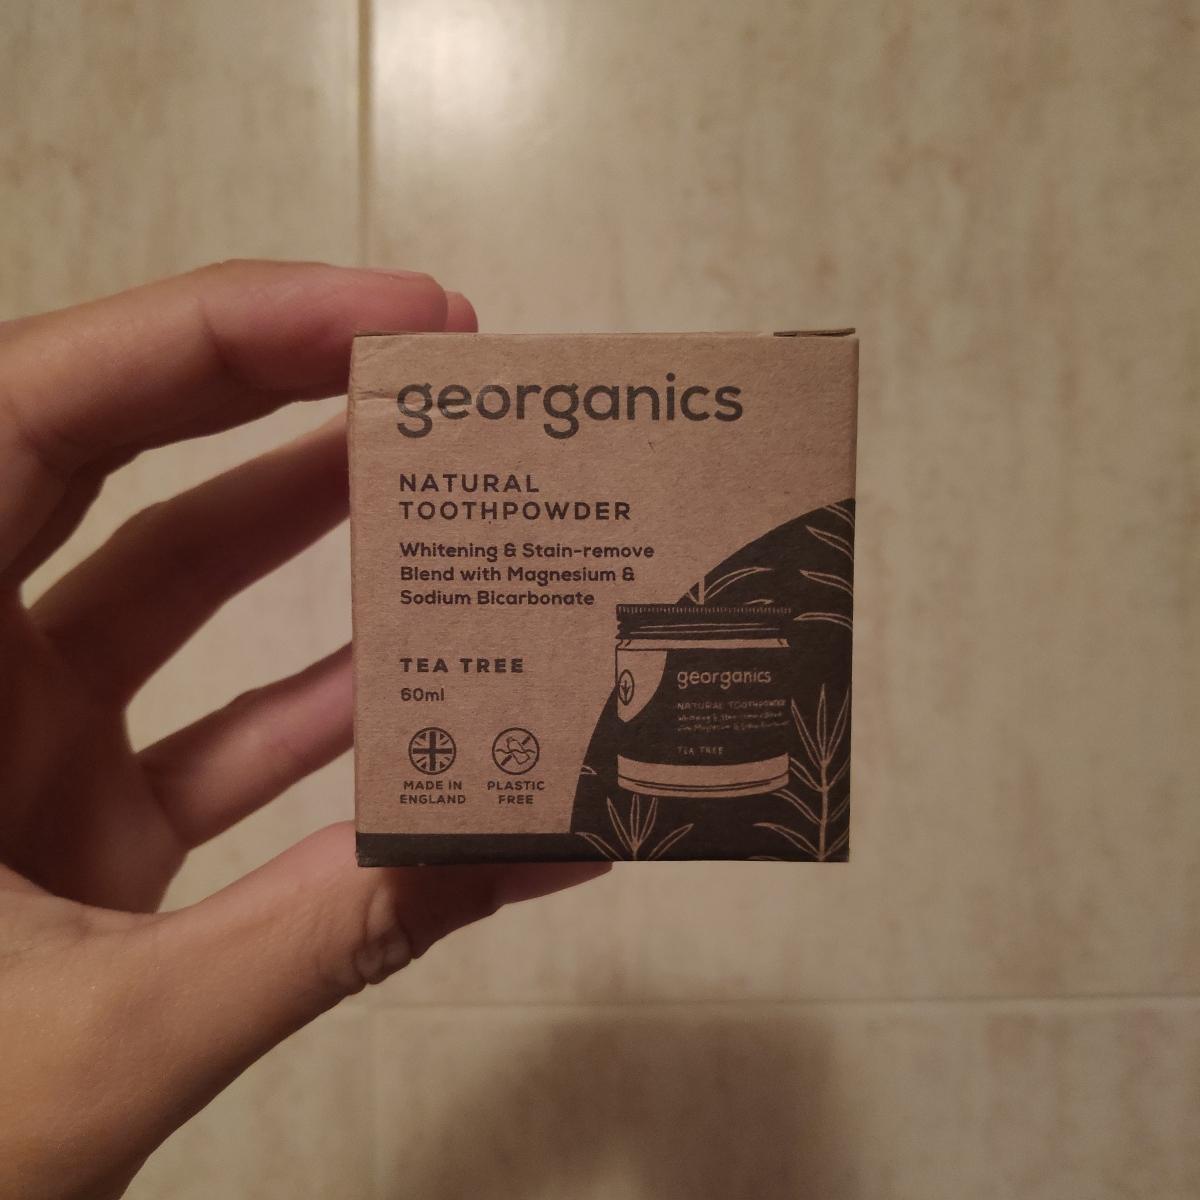 georganics
NATURAL
TOOTHPOWDER
Whitening & Stain-remove
Blend with Magnesium &
Sodium Bicarbonate
TEA TREE
60ml
MADE IN
ENGLAND
PLASTIC
FREE
georganics
NATURAL TOOTHPOWDER
TEA TREE